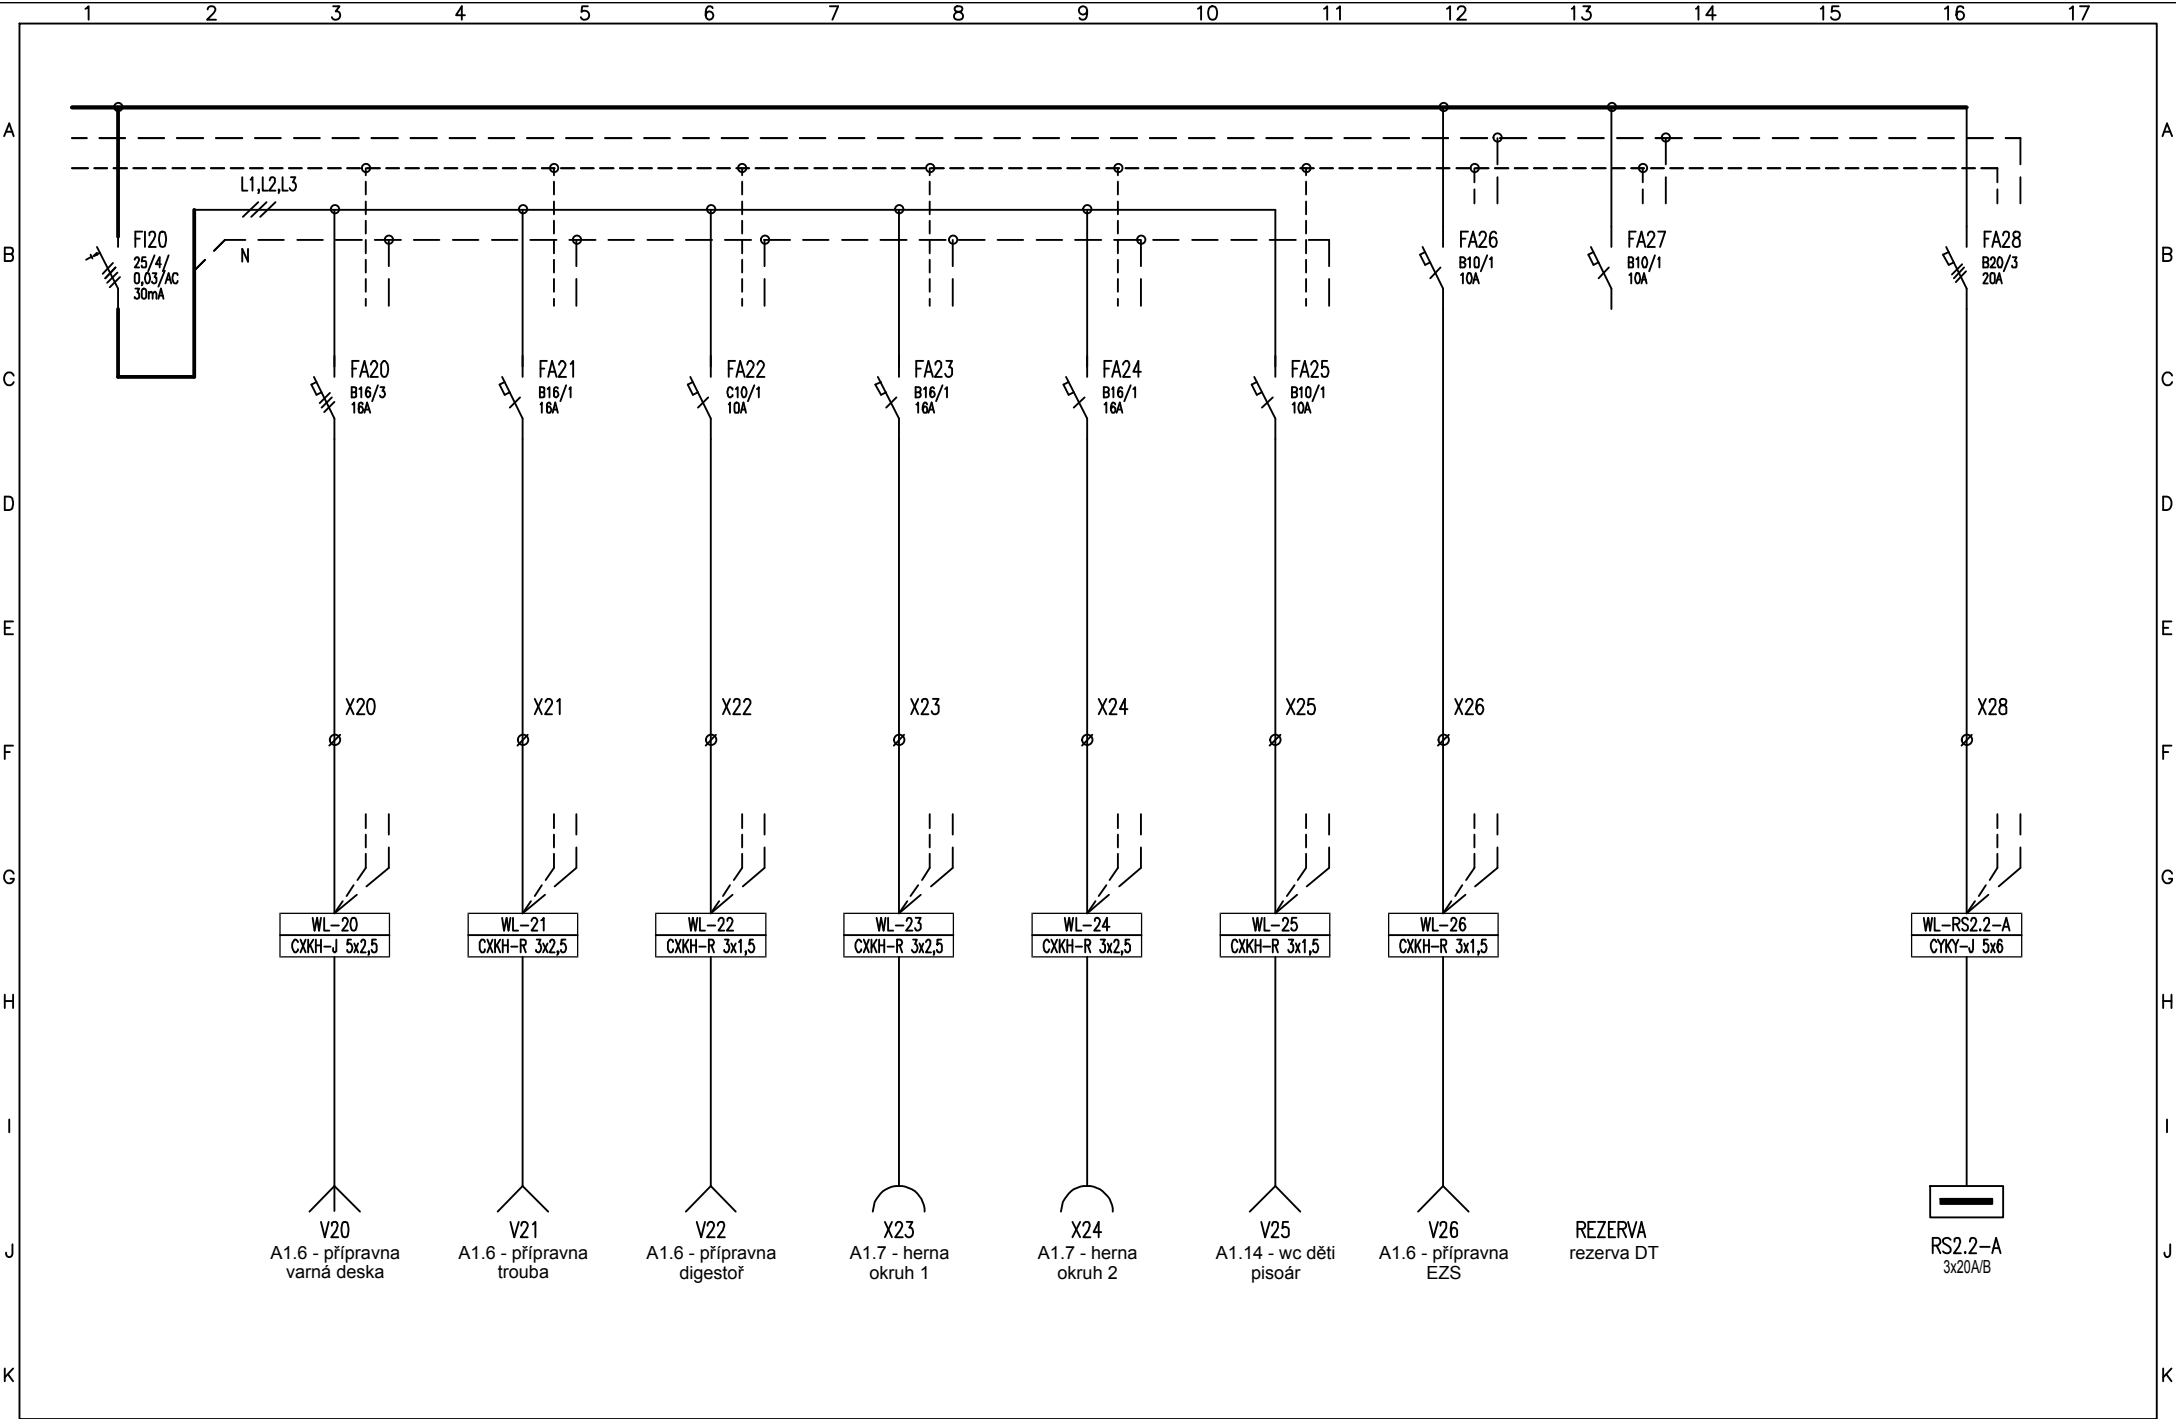 1 2 3 4 5 6 7 8 9 10 11 12 13 14 15 16 17
A A
L1,L2,L3
N
B B
FI20
25/4/
0,03/AC
30mA
FA26
B10/1
10A
FA27
B10/1
10A
FA28
B20/3
20A
C C
FA20
B16/3
16A
FA21
B16/1
16A
FA22
C10/1
10A
FA23
B16/1
16A
FA24
B16/1
16A
FA25
B10/1
10A
D D
E E
X20 X21 X22 X23 X24 X25 X26 X28
F F
G G
WL-20
CXKH-J 5x2,5
WL-21
CXKH-R 3x2,5
WL-22
CXKH-R 3x1,5
WL-23
CXKH-R 3x2,5
WL-24
CXKH-R 3x2,5
WL-25
CXKH-R 3x1,5
WL-26
CXKH-R 3x1,5
WL-RS2.2-A
CYKY-J 5x6
H H
I I
J J
V20
A1.6 - přípravna
varná deska
V21
A1.6 - přípravna
trouba
V22
A1.6 - přípravna
digestoř
X23
A1.7 - herna
okruh 1
X24
A1.7 - herna
okruh 2
V25
A1.14 - wc děti
pisoár
V26
A1.6 - přípravna
EZS
REZERVA
rezerva DT
RS2.2-A
3x20A/B
K K